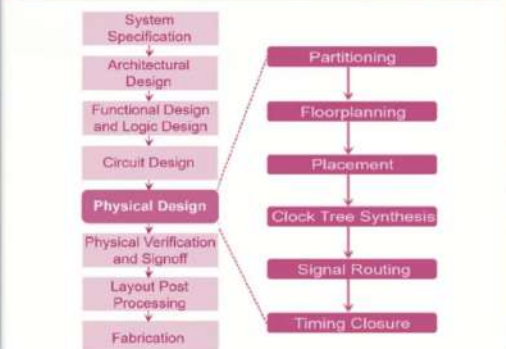 System
Specification
Architectural
Design
Functional Design
and Logic Design
Circuit Design
Physical Design
Physical Verification
and Signoff
Layout Post
Processing
Fabrication
Partitioning
Floorplanning
Placement
Clock Tree Synthesis
Signal Routing
Timing Closure